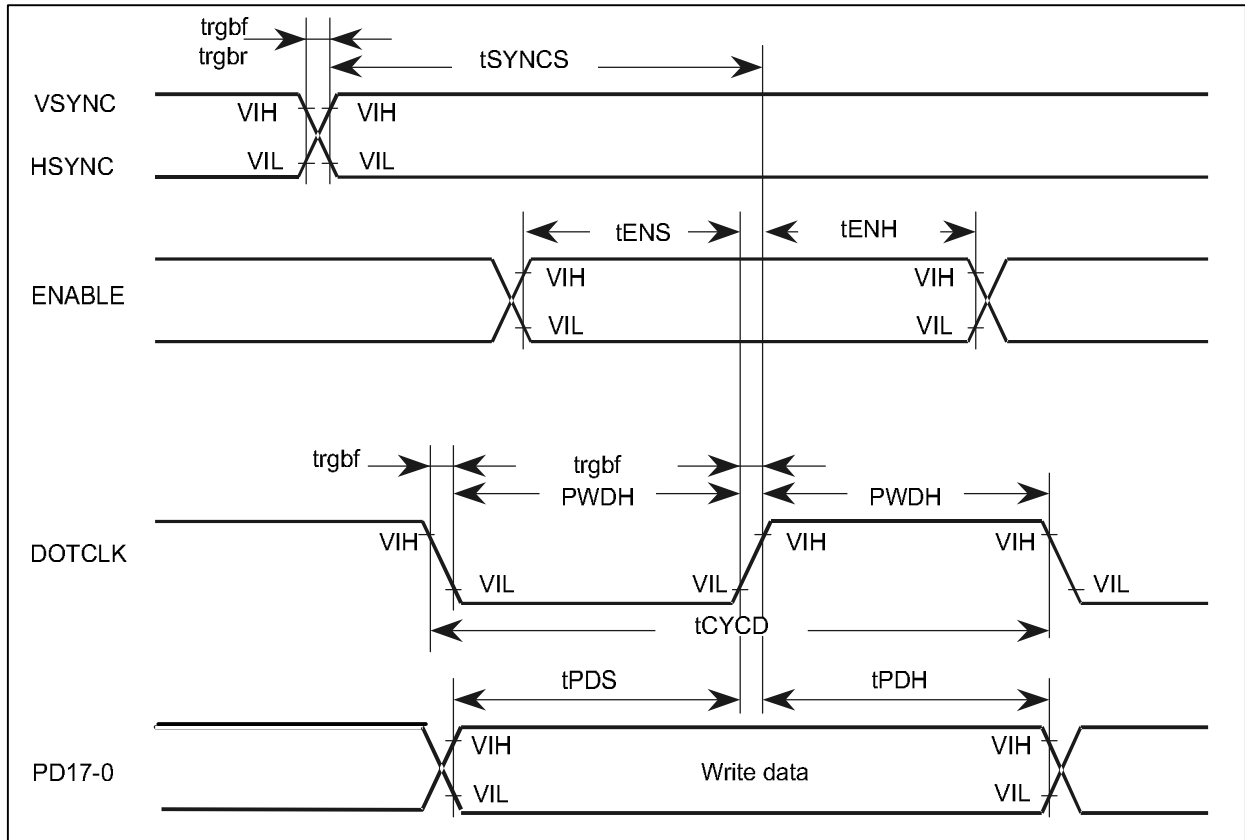 trgbf
trgbr
tSYNCS
VSYNC
VIH
VIH
HSYNC
VIL
VIL
tENS
tENH
ENABLE
VIH
VIH
VIL
VIL
trgbf
trgbf
PWDH
PWDH
DOTCLK
VIH
VIH
VIH
VIL
VIL
VIL
tCYCD
tPDS
tPDH
PD17-0
VIH
VIH
Write data
VIL
VIL